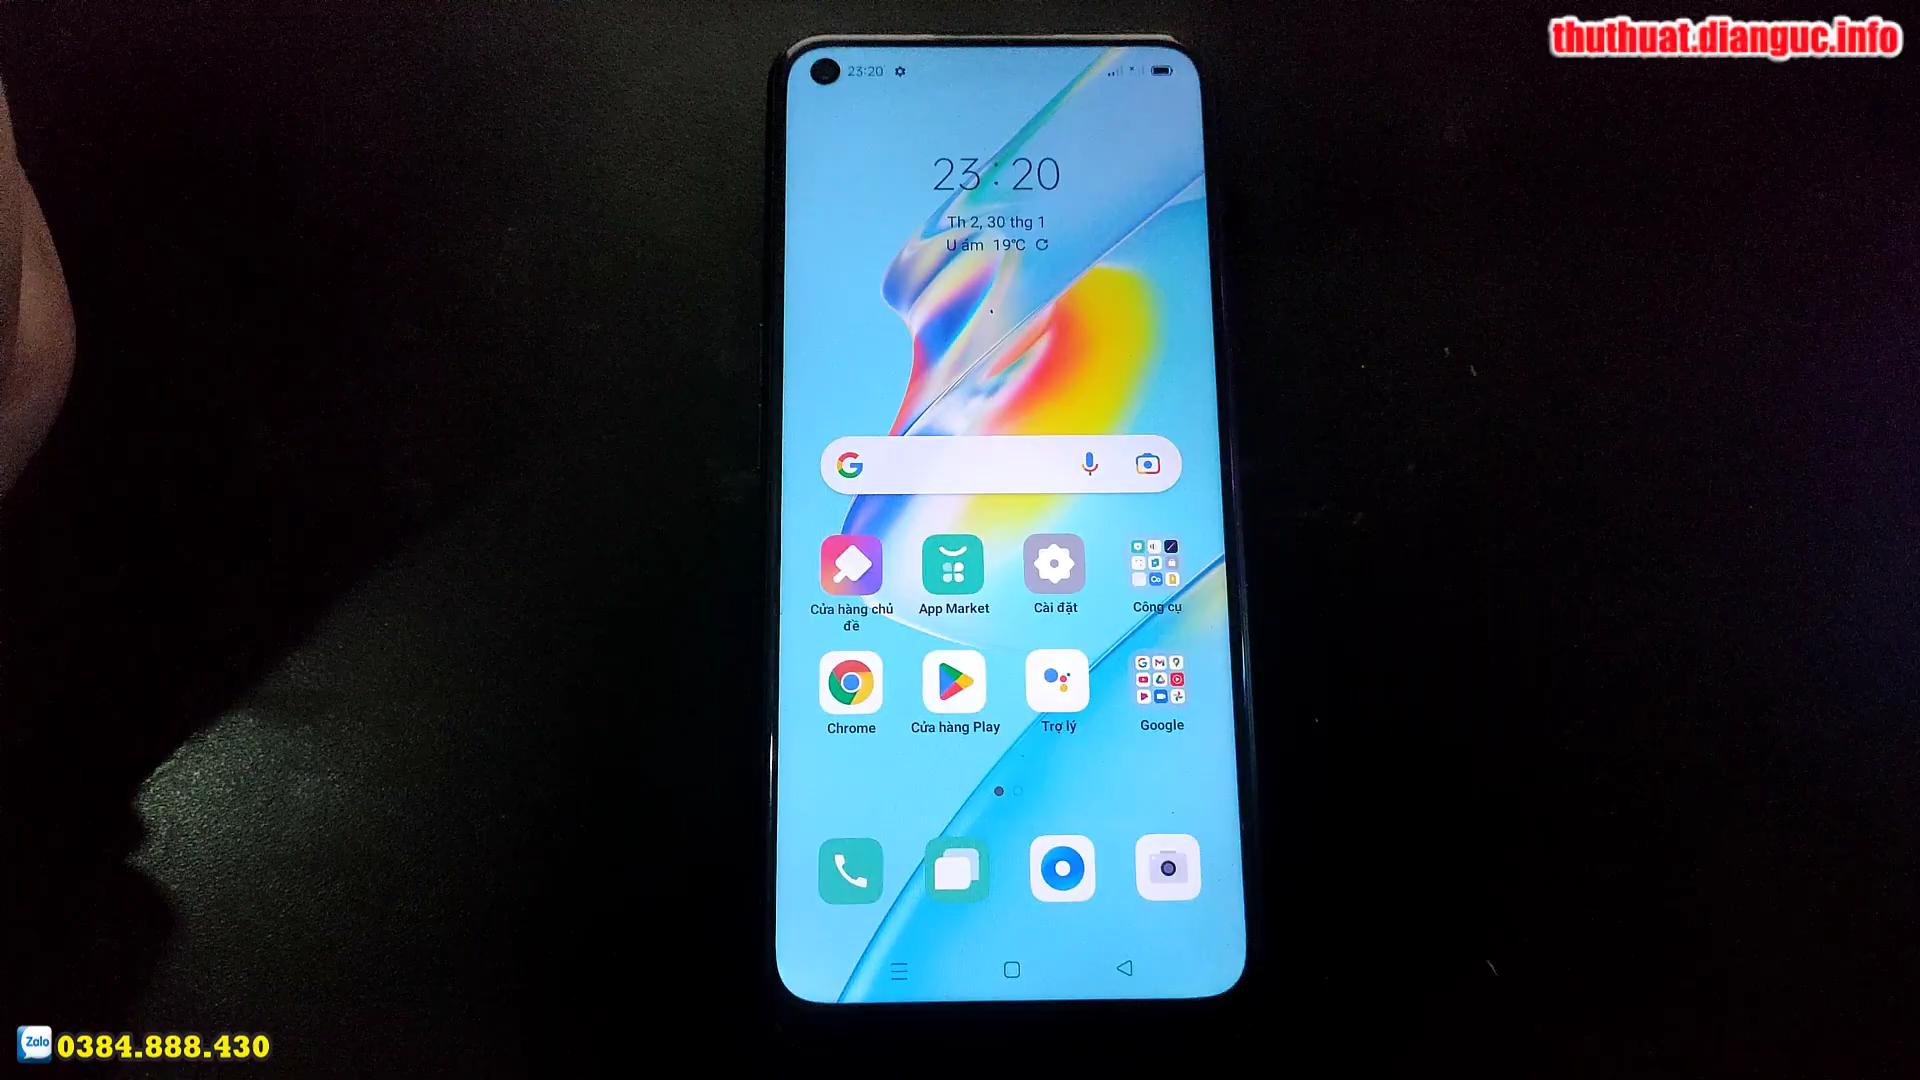 thuthuat.dianguc.info
23:20
23:20
Th 2, 30 thg 1
U ám 19°C
Cửa hàng chủ đề
App Market
Cài đặt
Công cụ
Chrome
Cửa hàng Play
Trợ lý
Google
Zalo
0384.888.430